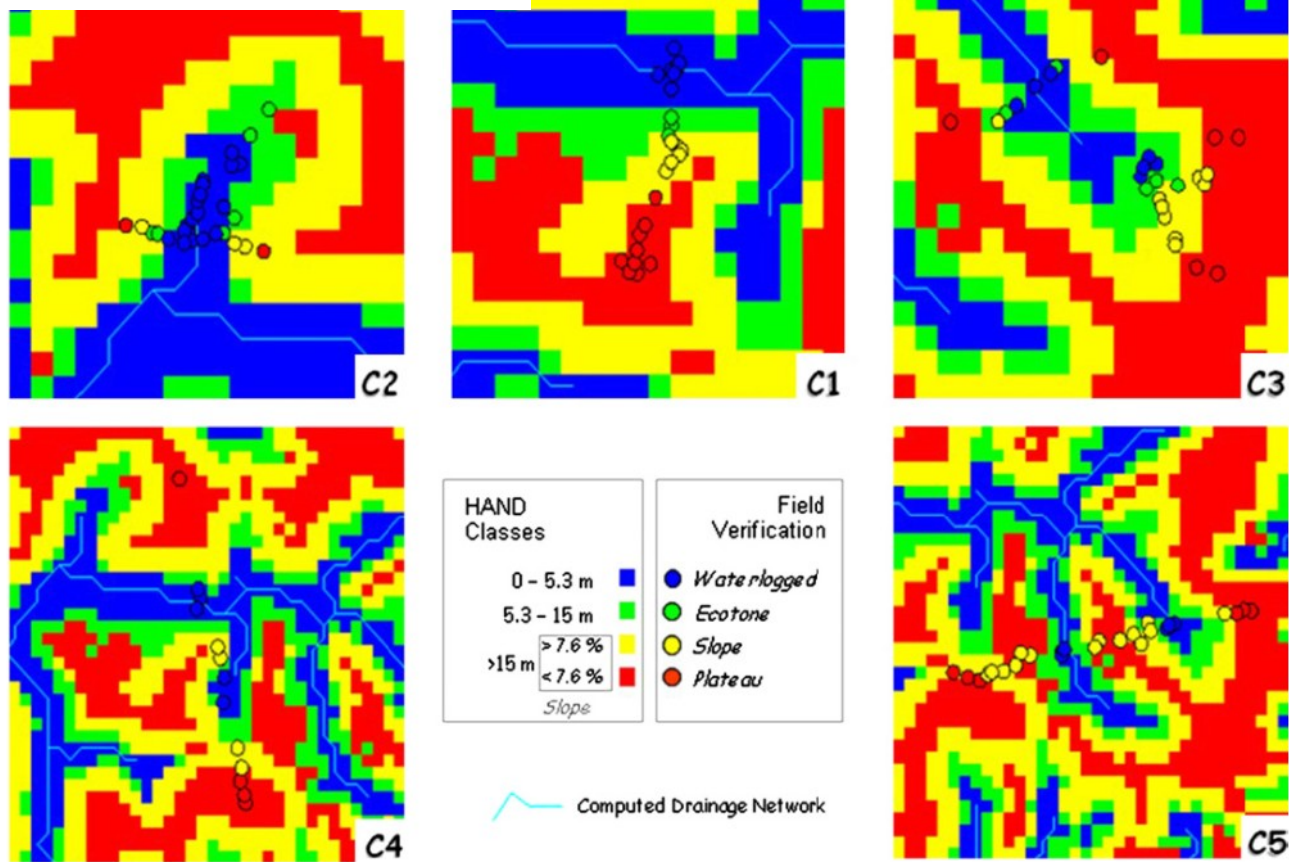 C2
C1
C3
HAND
Classes
0 – 5.3 m
5.3 – 15 m
>15 m
> 7.6 %
< 7.6 %
Slope
Field
Verification
Waterlogged
Ecotone
Slope
Plateau
Computed Drainage Network
C4
C5